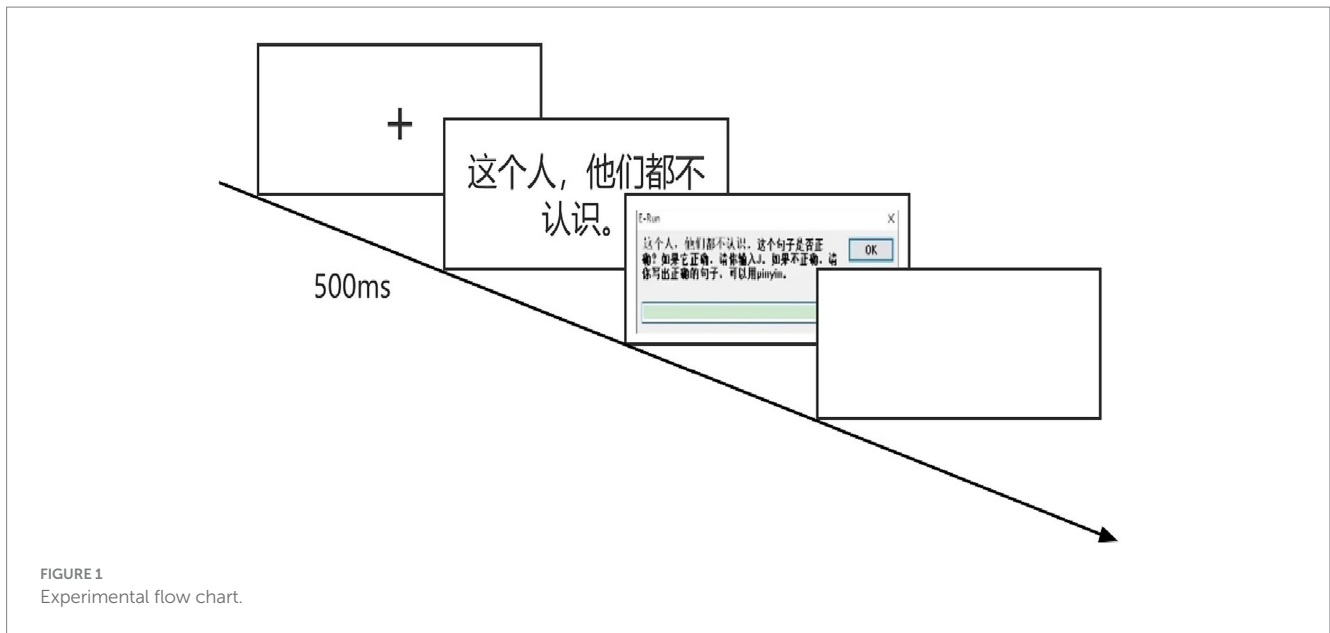 +
这个人，他们都不
认识。
E-Run
X
这个人，他们都不认识，这个句子是否正
确？如果它正确，请你输入J．如果不正确，请
你写出正确的句子，可以用pinyin。
OK
500ms
FIGURE 1
Experimental flow chart.